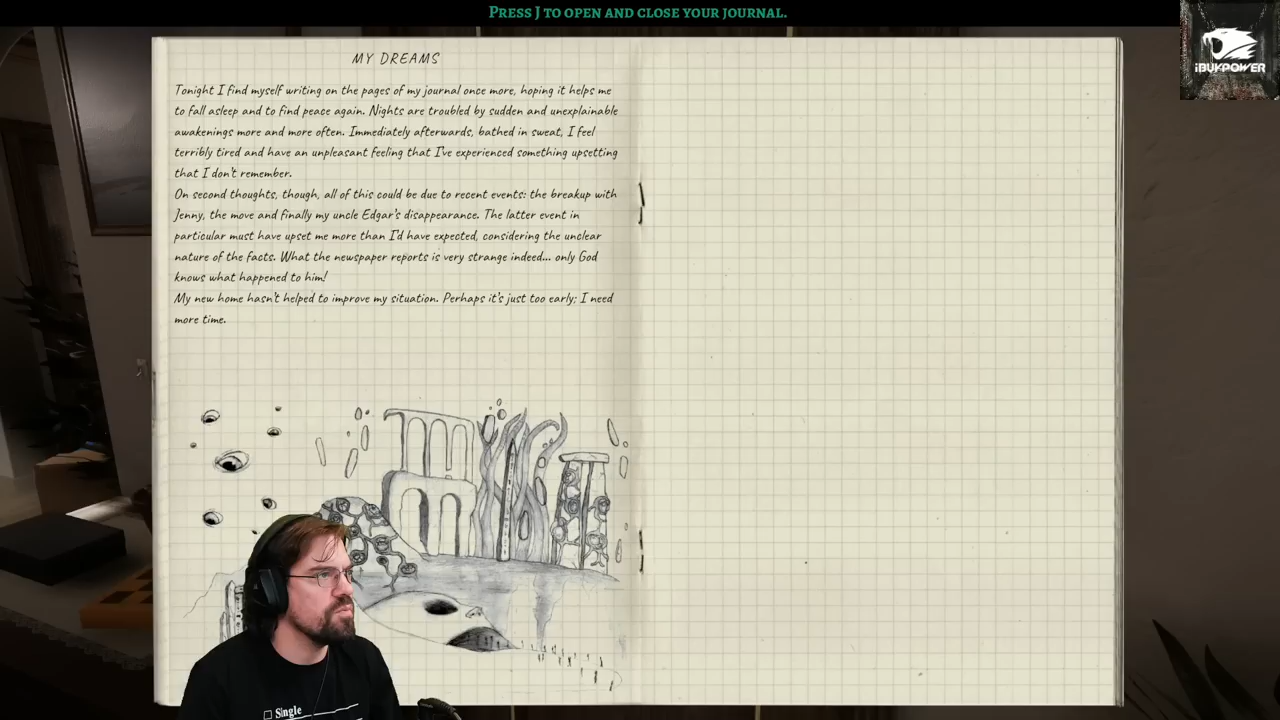 Press J to open and close your journal.
iBUYPOWER
MY DREAMS
Tonight I find myself writing on the pages of my journal once more, hoping it helps me
to fall asleep and to find peace again. Nights are troubled by sudden and unexplainable
awakenings more and more often. Immediately afterwards, bathed in sweat, I feel
terribly tired and have an unpleasant feeling that I've experienced something upsetting
that I don't remember.
On second thoughts, though, all of this could be due to recent events: the breakup with
Jenny, the move and finally my uncle Edgar's disappearance. The latter event in
particular must have upset me more than I'd have expected, considering the unclear
nature of the facts. What the newspaper reports is very strange indeed... only God
knows what happened to him!
My new home hasn't helped to improve my situation. Perhaps it's just too early; I need
more time.
Single